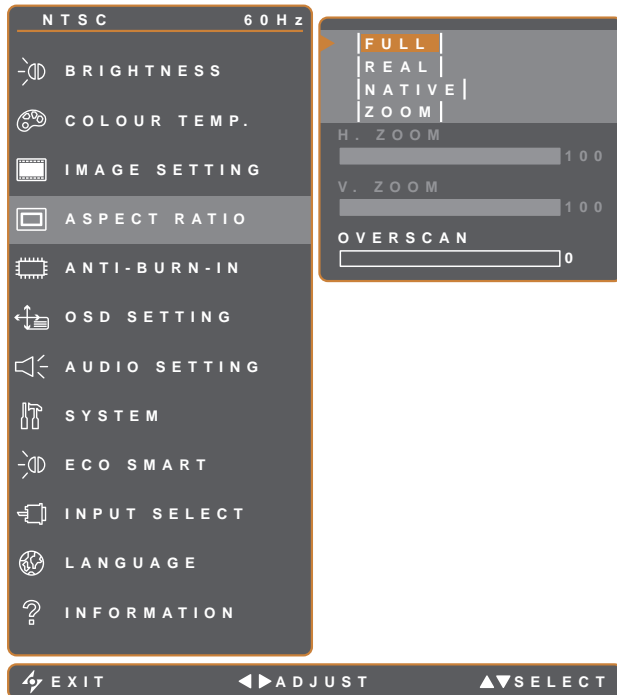 NTSC 60Hz
BRIGHTNESS
COLOUR TEMP.
IMAGE SETTING
ASPECT RATIO
ANTI-BURN-IN
OSD SETTING
AUDIO SETTING
SYSTEM
ECO SMART
INPUT SELECT
LANGUAGE
INFORMATION
FULL
REAL
NATIVE
ZOOM
H. ZOOM
100
V. ZOOM
100
OVERSCAN
0
EXIT ADJUST SELECT